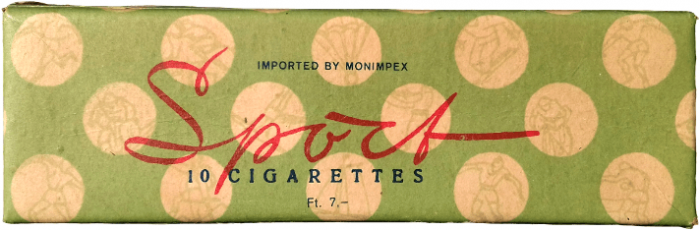 IMPORTED BY MONIMPEX
Sport
10 CIGARETTES
Ft. 7,–